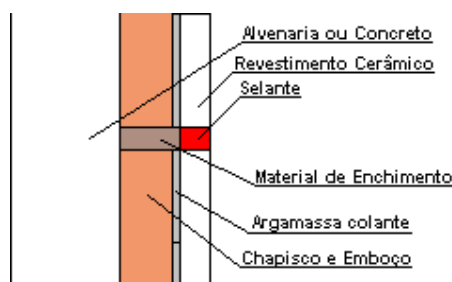 Alvenaria ou Concreto
Revestimento Cerâmico
Selante
Material de Enchimento
Argamassa colante
Chapisco e Emboço